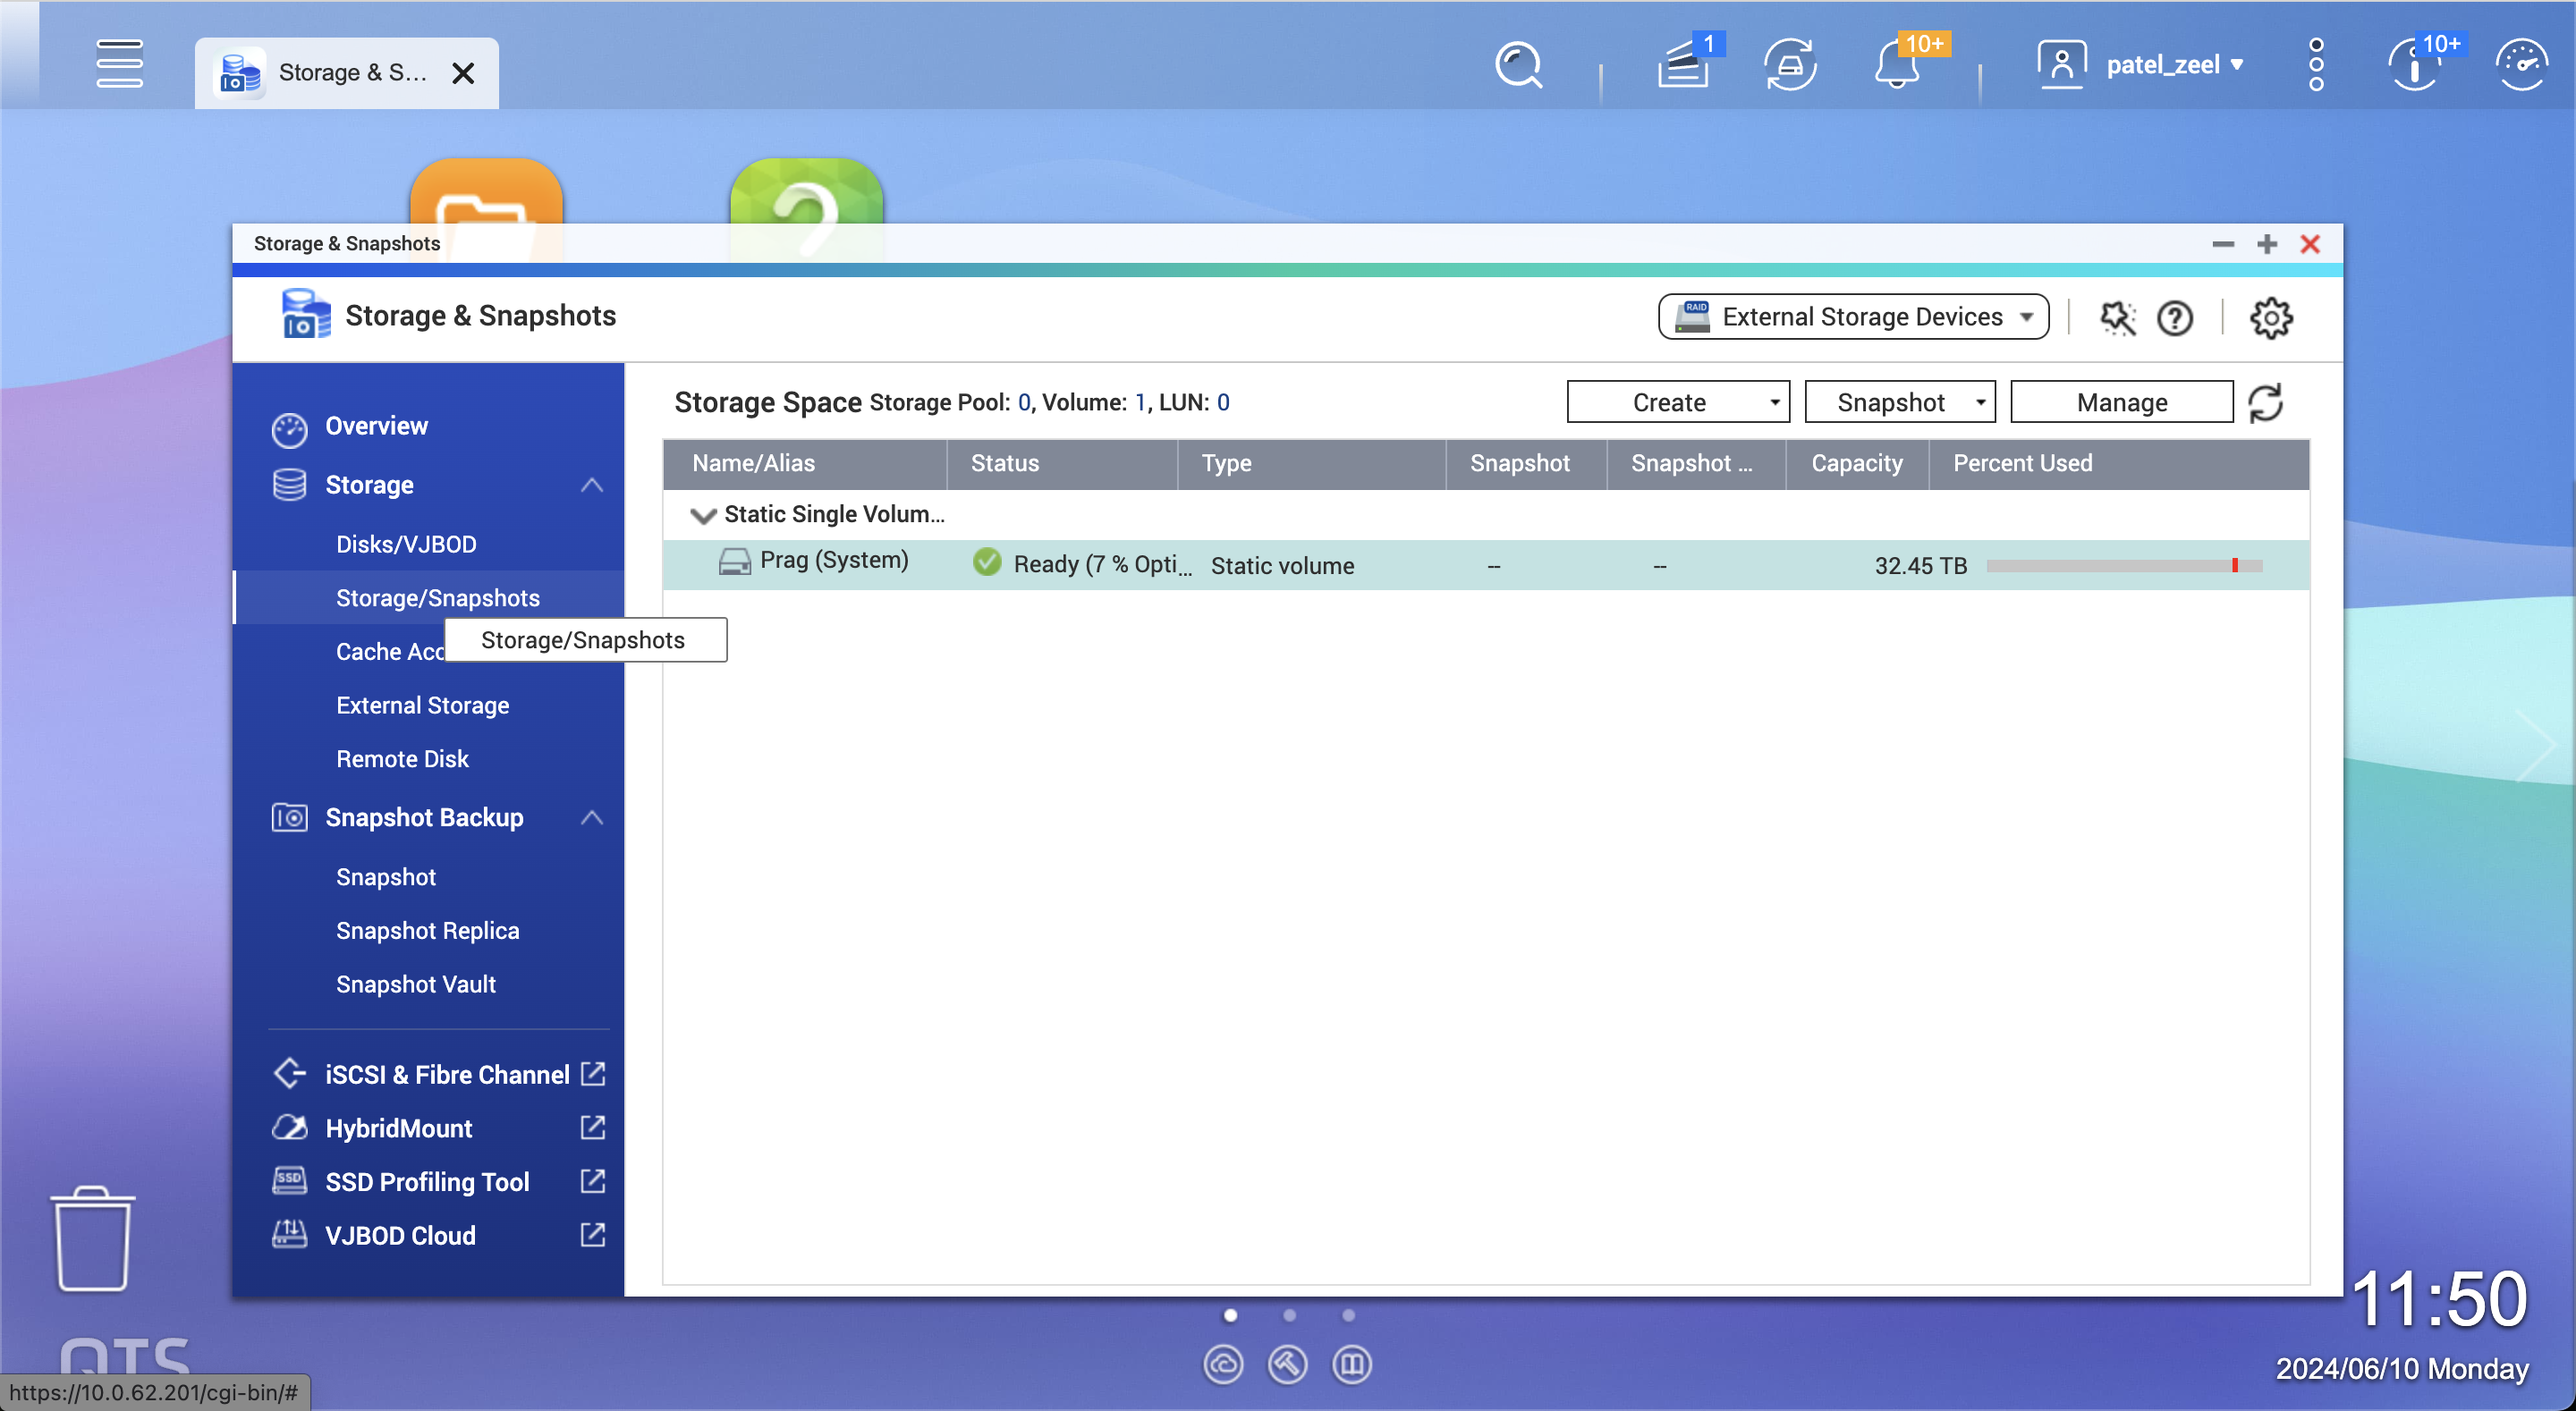 Storage & S...
1
10+
patel_zeel
10+
Storage & Snapshots
Storage & Snapshots
RAID
External Storage Devices
Overview
Storage
Disks/VJBOD
Storage/Snapshots
Cache Acc
Storage/Snapshots
External Storage
Remote Disk
Snapshot Backup
Snapshot
Snapshot Replica
Snapshot Vault
iSCSI & Fibre Channel
HybridMount
SSD
SSD Profiling Tool
VJBOD Cloud
Storage Space Storage Pool: 0, Volume: 1, LUN: 0
Create
Snapshot
Manage
Name/Alias Status Type Snapshot Snapshot ... Capacity Percent Used
Static Single Volum...
Prag (System) Ready (7 % Opti... Static volume -- -- 32.45 TB
11:50
2024/06/10 Monday
QTS
https://10.0.62.201/cgi-bin/#